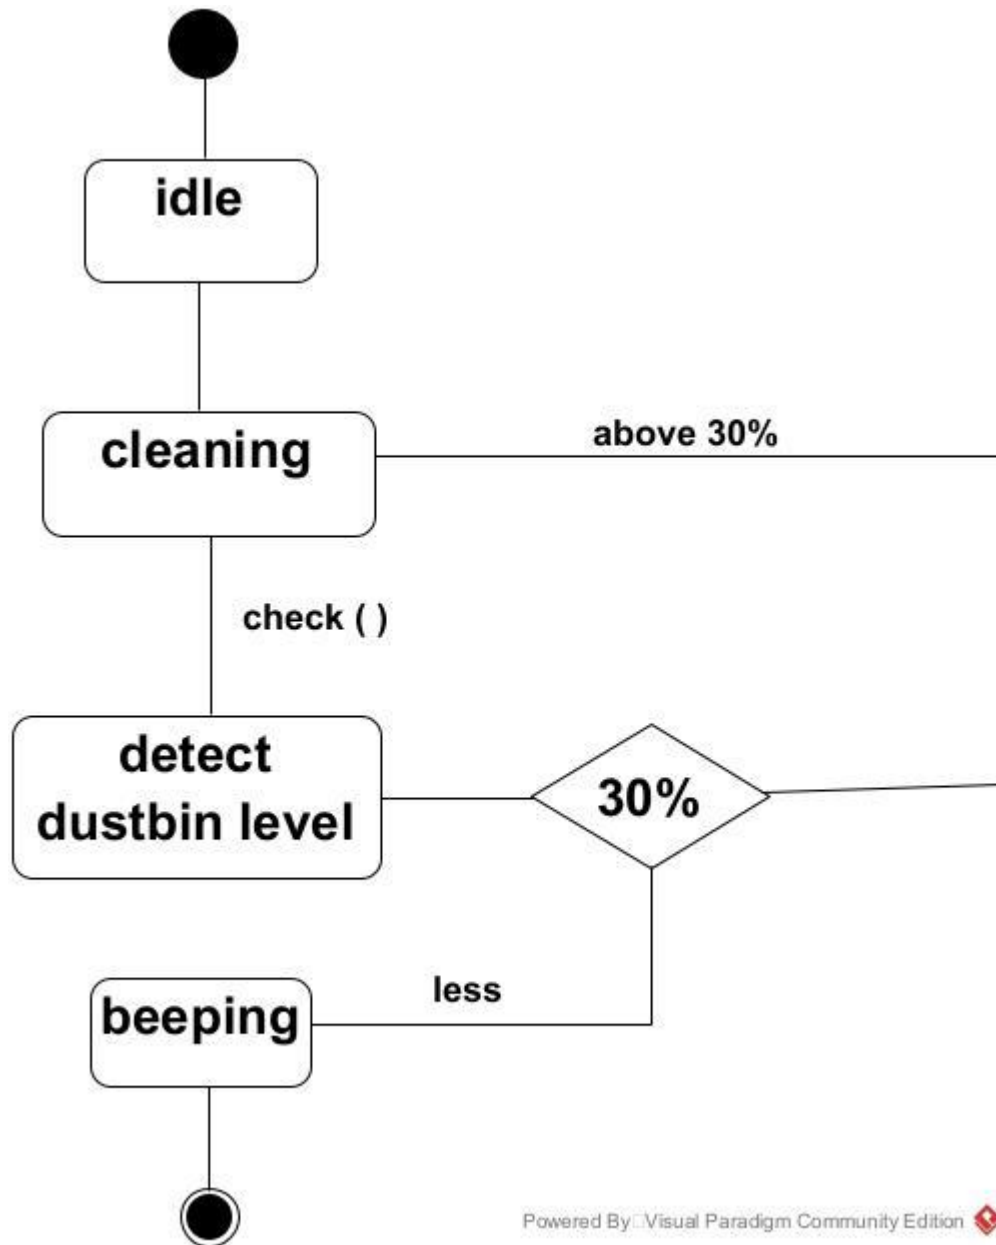 idle
cleaning
above 30%
check ( )
detect
dustbin level
30%
less
beeping
Powered By Visual Paradigm Community Edition